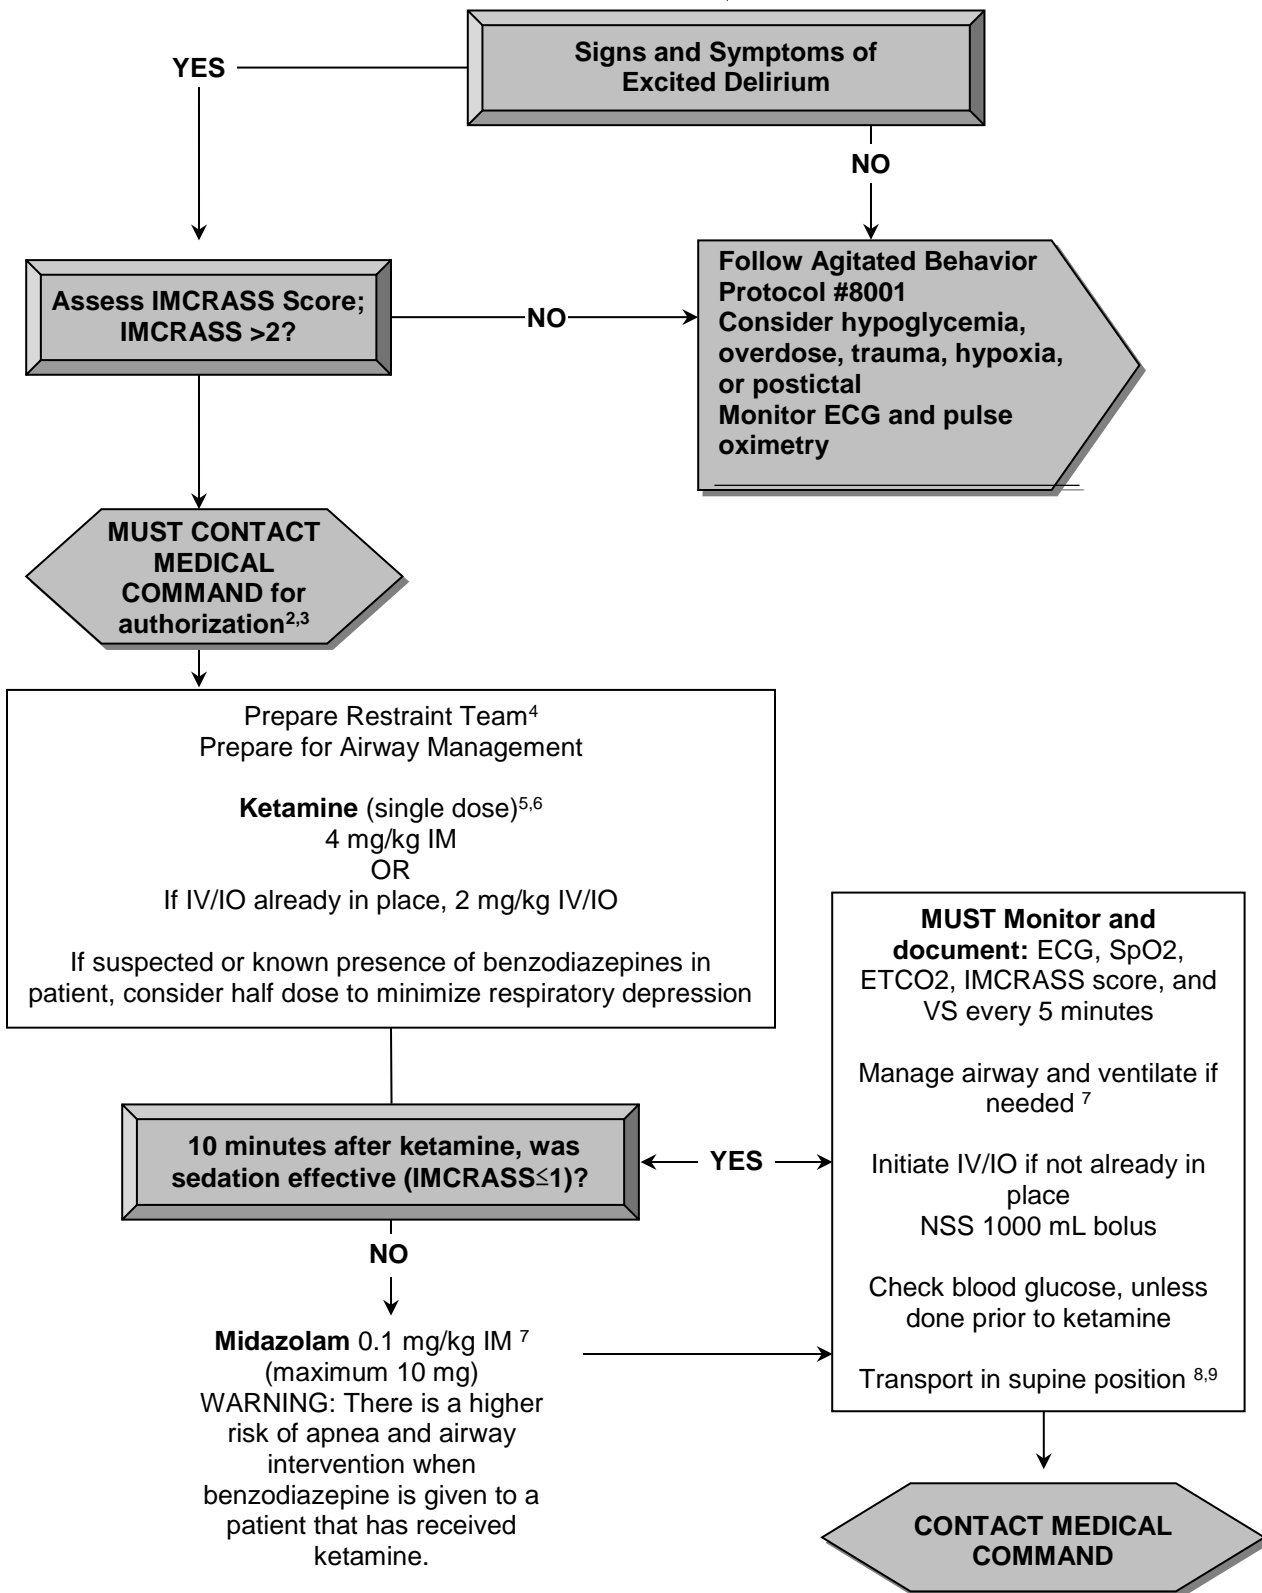 Signs and Symptoms of
Excited Delirium
YES
NO
Assess IMCRASS Score;
IMCRASS >2?
NO
Follow Agitated Behavior
Protocol #8001
Consider hypoglycemia,
overdose, trauma, hypoxia,
or postictal
Monitor ECG and pulse
oximetry
MUST CONTACT
MEDICAL
COMMAND for
authorization2,3
Prepare Restraint Team4
Prepare for Airway Management
Ketamine (single dose)5,6
4 mg/kg IM
OR
If IV/IO already in place, 2 mg/kg IV/IO
If suspected or known presence of benzodiazepines in
patient, consider half dose to minimize respiratory depression
10 minutes after ketamine, was
sedation effective (IMCRASS≤1)?
YES
NO
Midazolam 0.1 mg/kg IM 7
(maximum 10 mg)
WARNING: There is a higher
risk of apnea and airway
intervention when
benzodiazepine is given to a
patient that has received
ketamine.
MUST Monitor and
document: ECG, SpO2,
ETCO2, IMCRASS score, and
VS every 5 minutes
Manage airway and ventilate if
needed 7
Initiate IV/IO if not already in
place
NSS 1000 mL bolus
Check blood glucose, unless
done prior to ketamine
Transport in supine position 8,9
CONTACT MEDICAL
COMMAND